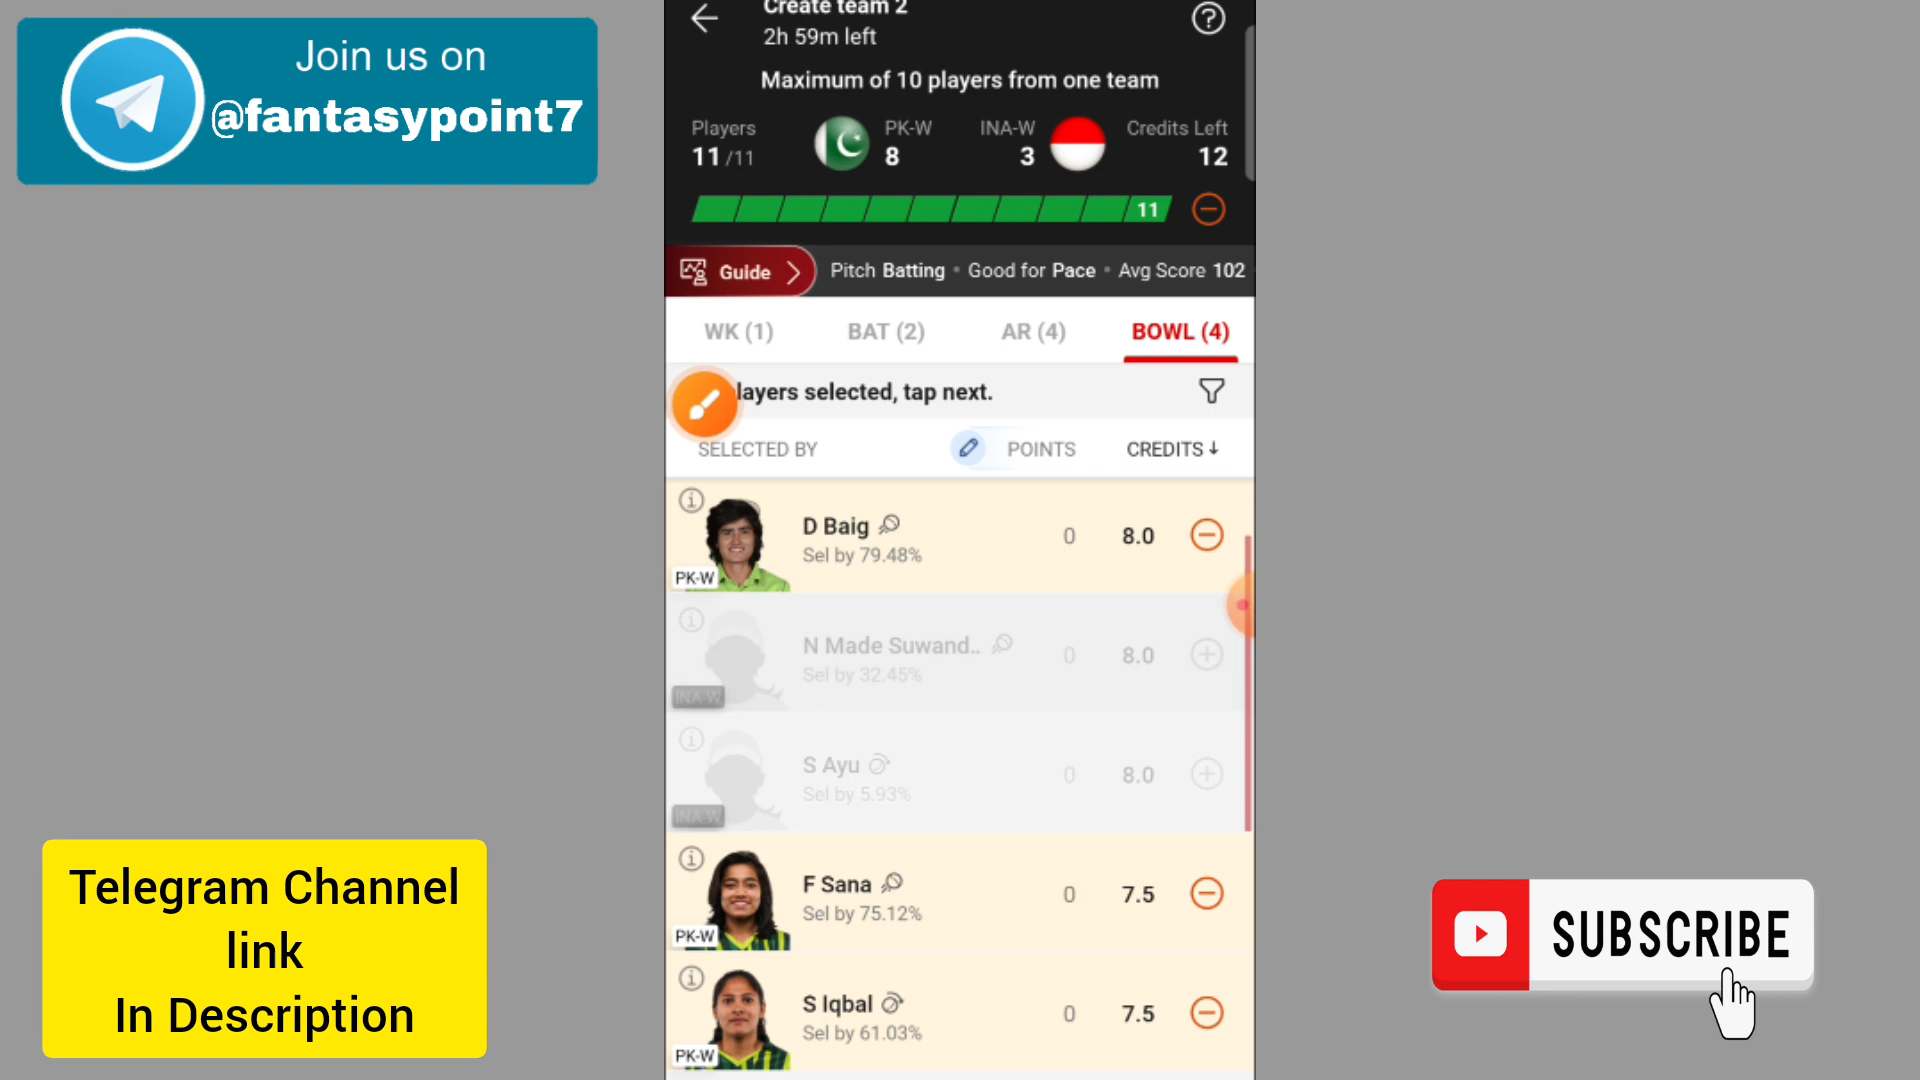 Join us on
@fantasypoint7
Create team 2
2h 59m left
Maximum of 10 players from one team
Players
11/11
PK-W
8
INA-W
3
Credits Left
12
11
Guide
Pitch Batting • Good for Pace • Avg Score 102
WK (1)
BAT (2)
AR (4)
BOWL (4)
layers selected, tap next.
SELECTED BY
POINTS
CREDITS↓
D Baig
Sel by 79.48%
0
8.0
PK-W
N Made Suwand..
Sel by 32.45%
0
8.0
INA-W
S Ayu
Sel by 5.93%
0
8.0
INA-W
F Sana
Sel by 75.12%
0
7.5
PK-W
S Iqbal
Sel by 61.03%
0
7.5
PK-W
Telegram Channel
link
In Description
SUBSCRIBE